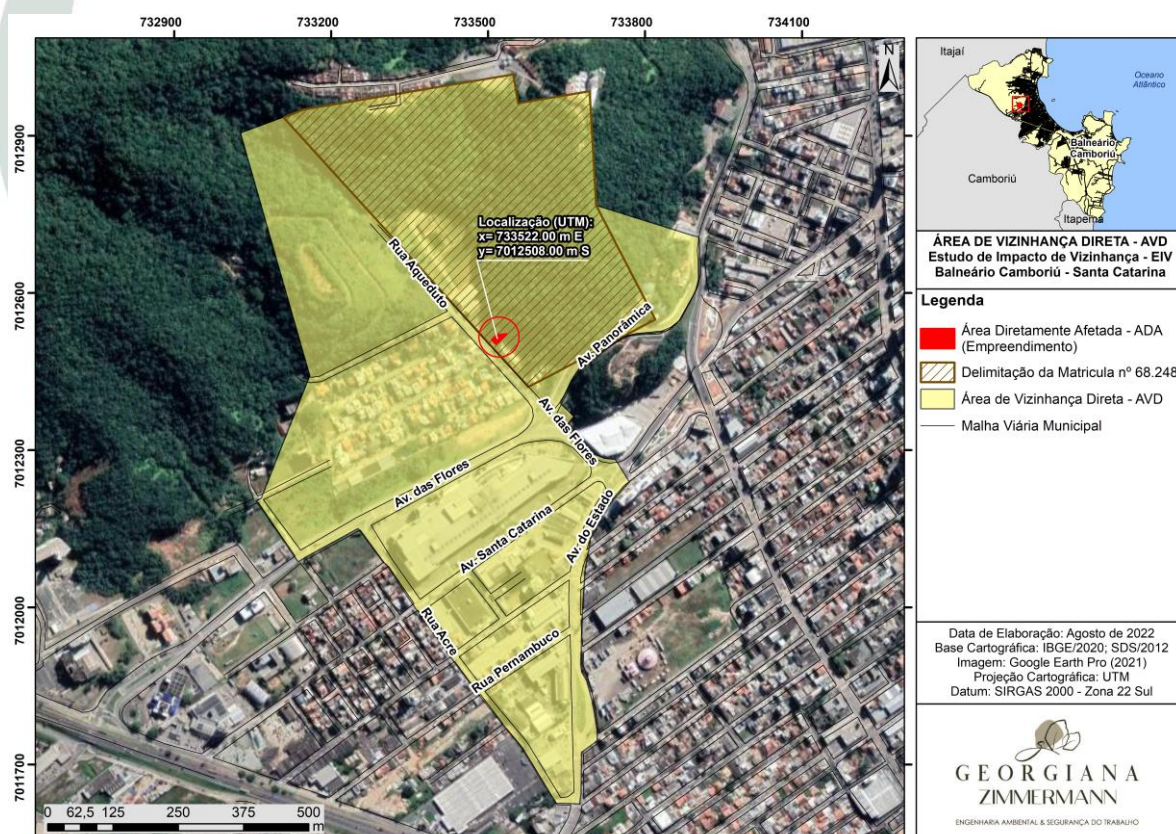 732900 733200 733500 733800 734100
7012900
7012600
7012300
7012000
7011700
N
Localização (UTM):
x= 733522.00 m E
y= 7012508.00 m S
Rua Aqueduto
Av. Panorâmica
Av. das Flores
Av. das Flores
Av. Santa Catarina
Av. do Estado
Rua Acre
Rua Pernambuco
0 62,5 125 250 375 500
m
Itajaí
Oceano
Atlântico
Balneário
Camboriú
Camboriú
Itapema
ÁREA DE VIZINHANÇA DIRETA - AVD
Estudo de Impacto de Vizinhança - EIV
Balneário Camboriú - Santa Catarina
Legenda
Área Diretamente Afetada - ADA
(Empreendimento)
Delimitação da Matricula nº 68.248
Área de Vizinhança Direta - AVD
Malha Viária Municipal
Data de Elaboração: Agosto de 2022
Base Cartográfica: IBGE/2020; SDS/2012
Imagem: Google Earth Pro (2021)
Projeção Cartográfica: UTM
Datum: SIRGAS 2000 - Zona 22 Sul
GEORGIANA
ZIMMERMANN
ENGENHARIA AMBIENTAL & SEGURANÇA DO TRABALHO